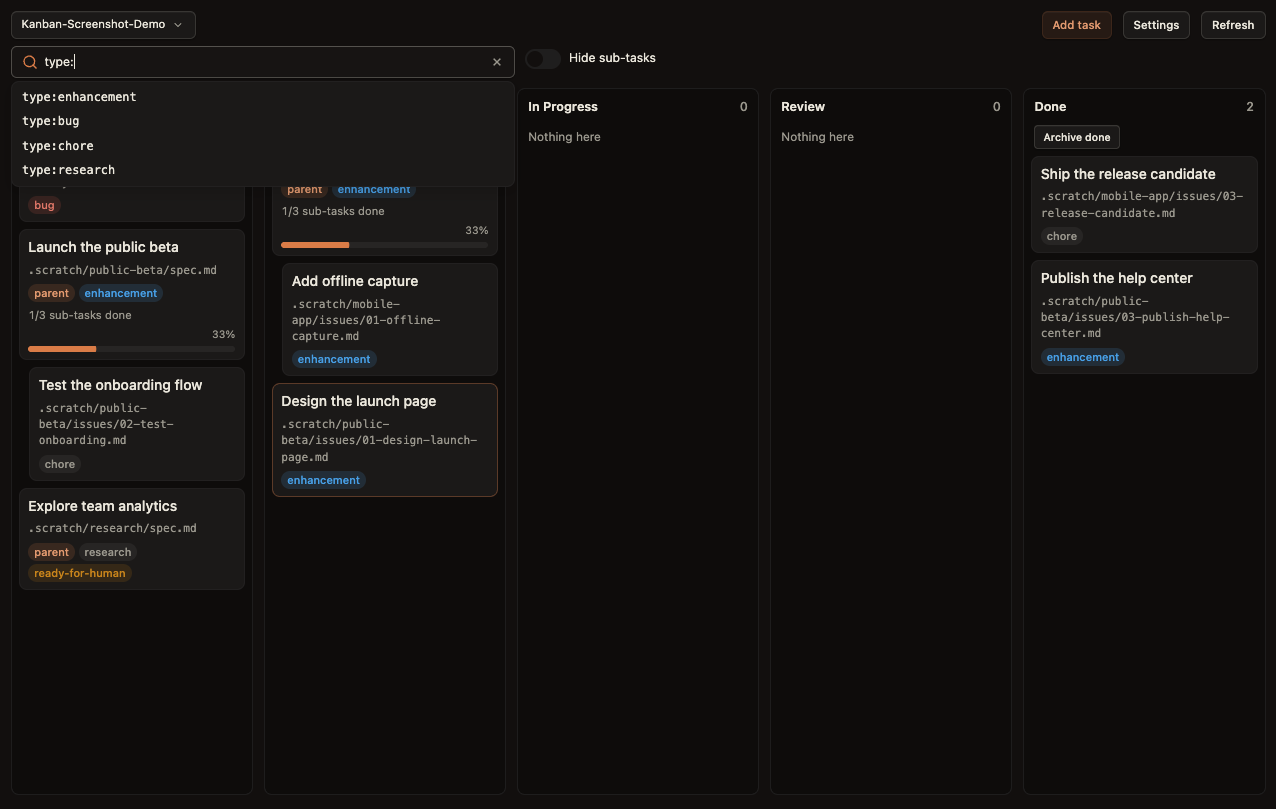 Kanban-Screenshot-Demo
Add task
Settings
Refresh
type:
Hide sub-tasks
type:enhancement
type:bug
type:chore
type:research
bug
Launch the public beta
.scratch/public-beta/spec.md
parent
enhancement
1/3 sub-tasks done
33%
Test the onboarding flow
.scratch/public-
beta/issues/02-test-
onboarding.md
chore
Explore team analytics
.scratch/research/spec.md
parent
research
ready-for-human
parent
enhancement
1/3 sub-tasks done
33%
Add offline capture
.scratch/mobile-
app/issues/01-offline-
capture.md
enhancement
Design the launch page
.scratch/public-
beta/issues/01-design-launch-
page.md
enhancement
In Progress
0
Nothing here
Review
0
Nothing here
Done
2
Archive done
Ship the release candidate
.scratch/mobile-app/issues/03-
release-candidate.md
chore
Publish the help center
.scratch/public-
beta/issues/03-publish-help-
center.md
enhancement